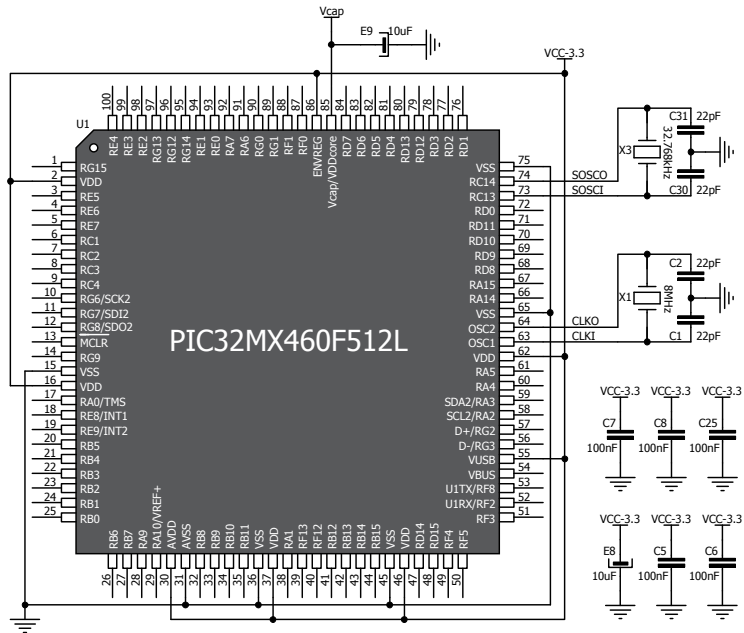 Vcap
E9 10uF
VCC-3.3
100 99 98 97 96 95 94 93 92 91 90 89 88 87 86 85 84 83 82 81 80 79 78 77 76
U1
RE4 RE3 RE2 RG13 RG12 RG14 RE1 RE0 RA7 RA6 RG0 RG1 RF1 RF0 ENVREG Vcap/VDDcore RD7 RD6 RD5 RD4 RD13 RD12 RD3 RD2 RD1
1 RG15
2 VDD
3 RE5
4 RE6
5 RE7
6 RC1
7 RC2
8 RC3
9 RC4
10 RG6/SCK2
11 RG7/SDI2
12 RG8/SDO2
13 MCLR
14 RG9
15 VSS
16 VDD
17 RA0/TMS
18 RE8/INT1
19 RE9/INT2
20 RB5
21 RB4
22 RB3
23 RB2
24 RB1
25 RB0
PIC32MX460F512L
VSS 75
RC14 74 SOSCO
RC13 73 SOSCI
RD0 72
RD11 71
RD10 70
RD9 69
RD8 68
RA15 67
RA14 66
VSS 65
OSC2 64 CLKO
OSC1 63 CLKI
VDD 62
RA5 61
RA4 60
SDA2/RA3 59
SCL2/RA2 58
D+/RG2 57
D-/RG3 56
VUSB 55
VBUS 54
U1TX/RF8 53
U1RX/RF2 52
RF3 51
RB6 RB7 RA9 RA10/VREF+ AVDD AVSS RB8 RB9 RB10 RB11 VSS VDD RA1 RF13 RF12 RB12 RB13 RB14 RB15 VSS VDD RD14 RD15 RF4 RF5
26 27 28 29 30 31 32 33 34 35 36 37 38 39 40 41 42 43 44 45 46 47 48 49 50
C31 22pF
X3
32.768kHz
C30 22pF
C2 22pF
X1
8MHz
C1 22pF
VCC-3.3 VCC-3.3 VCC-3.3
C7 C8 C25
100nF 100nF 100nF
VCC-3.3 VCC-3.3 VCC-3.3
E8 C5 C6
10uF 100nF 100nF